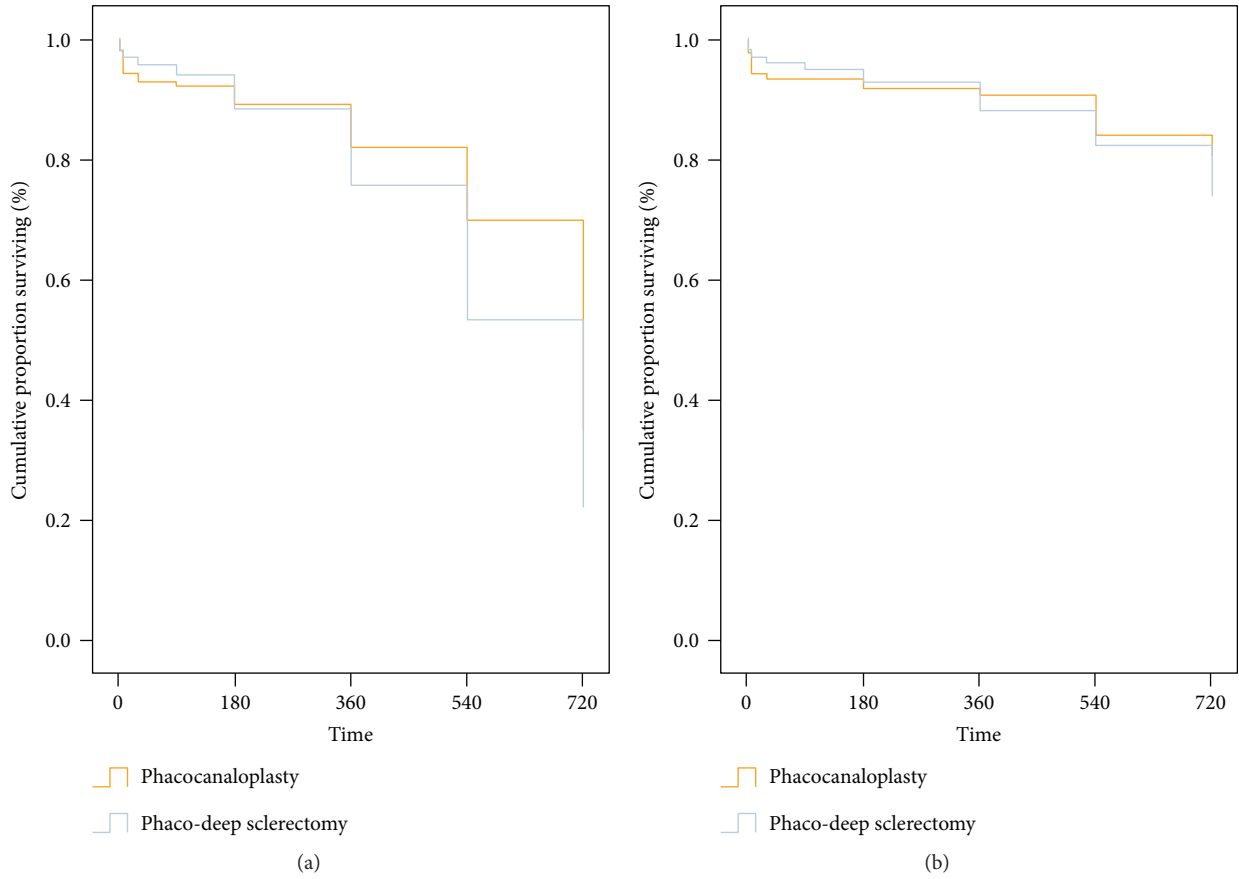 Cumulative proportion surviving (%)
1.0
0.8
0.6
0.4
0.2
0.0
0 180 360 540 720
Time
Phacocanaloplasty
Phaco-deep sclerectomy
(a)
Cumulative proportion surviving (%)
1.0
0.8
0.6
0.4
0.2
0.0
0 180 360 540 720
Time
Phacocanaloplasty
Phaco-deep sclerectomy
(b)